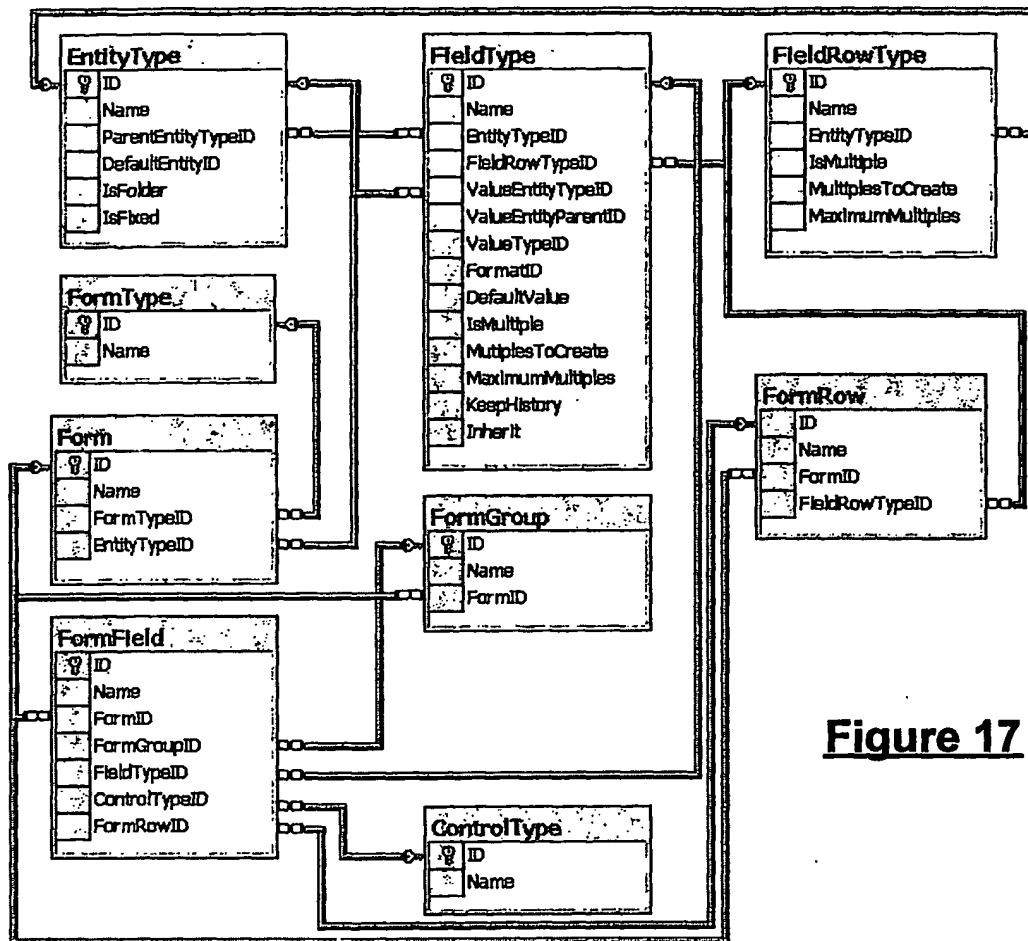 EntityType
ID
Name
ParentEntityTypeID
DefaultEntityID
IsFolder
IsFixed
FieldType
ID
Name
EntityTypeID
FieldRowTypeID
ValueEntityTypeID
ValueEntityParentID
ValueTypeID
FormatID
DefaultValue
IsMultiple
MutiplesToCreate
MaximumMultiples
KeepHistory
Inherit
FieldRowType
ID
Name
EntityTypeID
IsMultiple
MultiplesToCreate
MaximumMultiples
FormType
ID
Name
Form
ID
Name
FormTypeID
EntityTypeID
FormGroup
ID
Name
FormID
FormRow
ID
Name
FormID
FieldRowTypeID
FormField
ID
Name
FormID
FormGroupID
FieldTypeID
ControlTypeID
FormRowID
ControlType
ID
Name
Figure 17